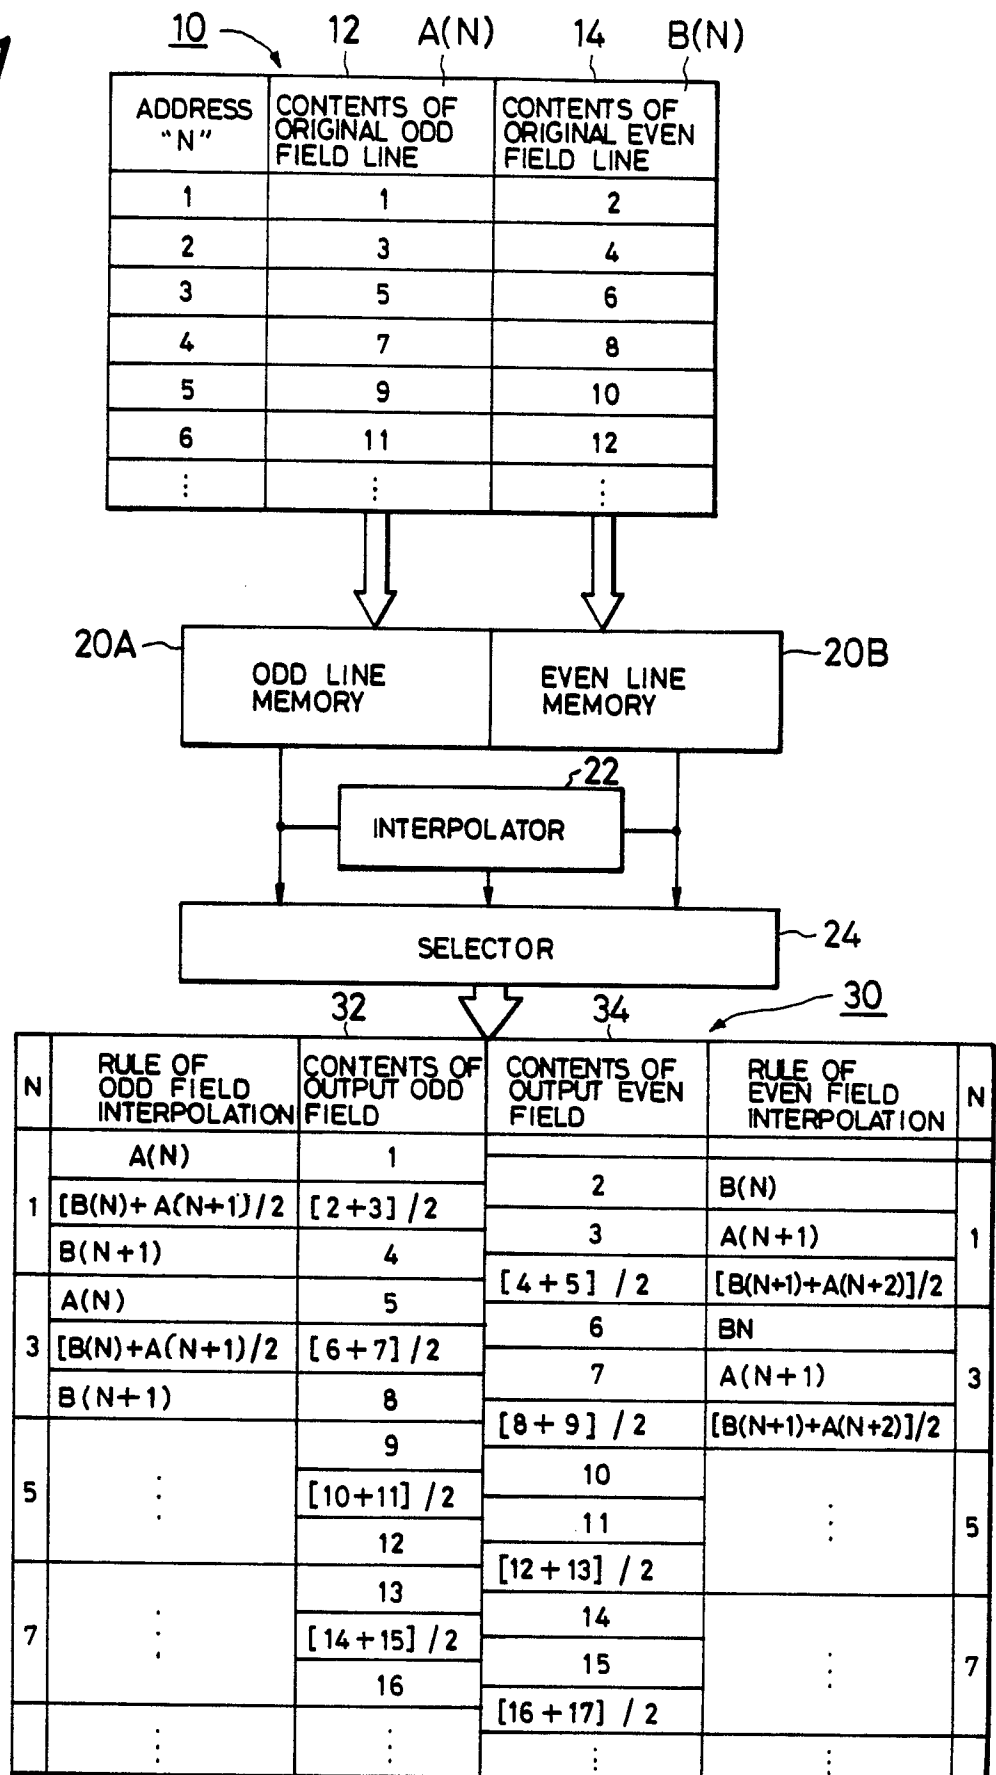 10 12 A(N) 14 B(N)
ADDRESS "N" CONTENTS OF ORIGINAL ODD FIELD LINE CONTENTS OF ORIGINAL EVEN FIELD LINE
1 1 2
2 3 4
3 5 6
4 7 8
5 9 10
6 11 12
⋮ ⋮ ⋮
20A ODD LINE MEMORY EVEN LINE MEMORY 20B
22
INTERPOLATOR
SELECTOR 24
32 34 30
N RULE OF ODD FIELD INTERPOLATION CONTENTS OF OUTPUT ODD FIELD CONTENTS OF OUTPUT EVEN FIELD RULE OF EVEN FIELD INTERPOLATION N
A(N) 1
2 B(N)
1 [B(N)+A(N+1)/2 [2+3]/2
3 A(N+1) 1
B(N+1) 4
[4+5]/2 [B(N+1)+A(N+2)]/2
A(N) 5
6 BN
3 [B(N)+A(N+1)/2 [6+7]/2
7 A(N+1) 3
B(N+1) 8
[8+9]/2 [B(N+1)+A(N+2)]/2
9
10
5 ⋮ [10+11]/2
11 ⋮ 5
12
[12+13]/2
13
14
7 ⋮ [14+15]/2
15 ⋮ 7
16
[16+17]/2
⋮ ⋮ ⋮ ⋮